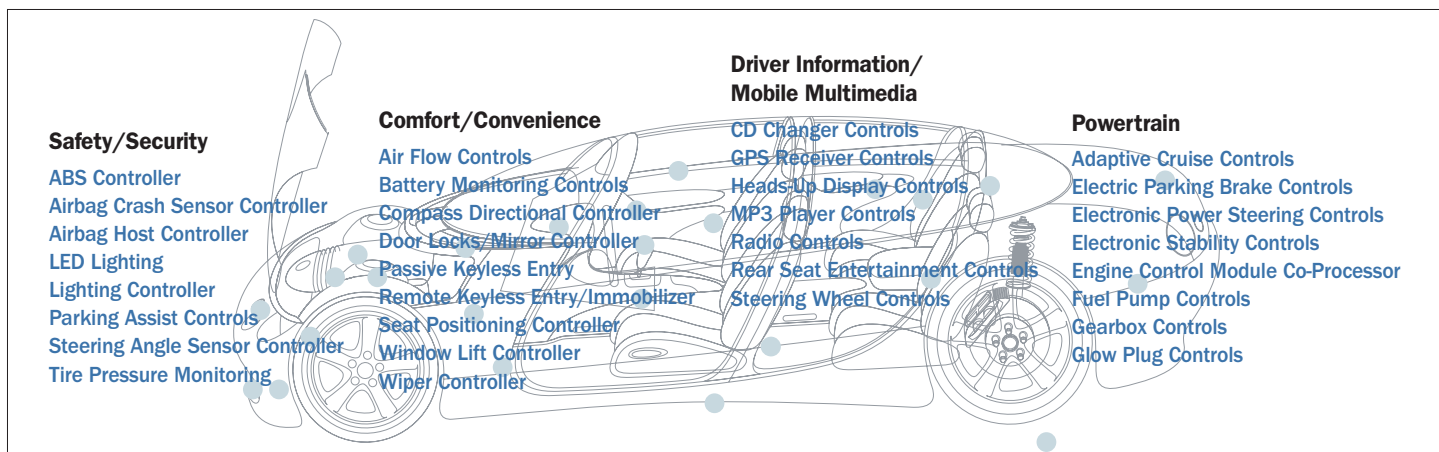 Safety/Security
ABS Controller
Airbag Crash Sensor Controller
Airbag Host Controller
LED Lighting
Lighting Controller
Parking Assist Controls
Steering Angle Sensor Controller
Tire Pressure Monitoring
Comfort/Convenience
Air Flow Controls
Battery Monitoring Controls
Compass Directional Controller
Door Locks/Mirror Controller
Passive Keyless Entry
Remote Keyless Entry/Immobilizer
Seat Positioning Controller
Window Lift Controller
Wiper Controller
Driver Information/
Mobile Multimedia
CD Changer Controls
GPS Receiver Controls
Heads-Up Display Controls
MP3 Player Controls
Radio Controls
Rear Seat Entertainment Controls
Steering Wheel Controls
Powertrain
Adaptive Cruise Controls
Electric Parking Brake Controls
Electronic Power Steering Controls
Electronic Stability Controls
Engine Control Module Co-Processor
Fuel Pump Controls
Gearbox Controls
Glow Plug Controls